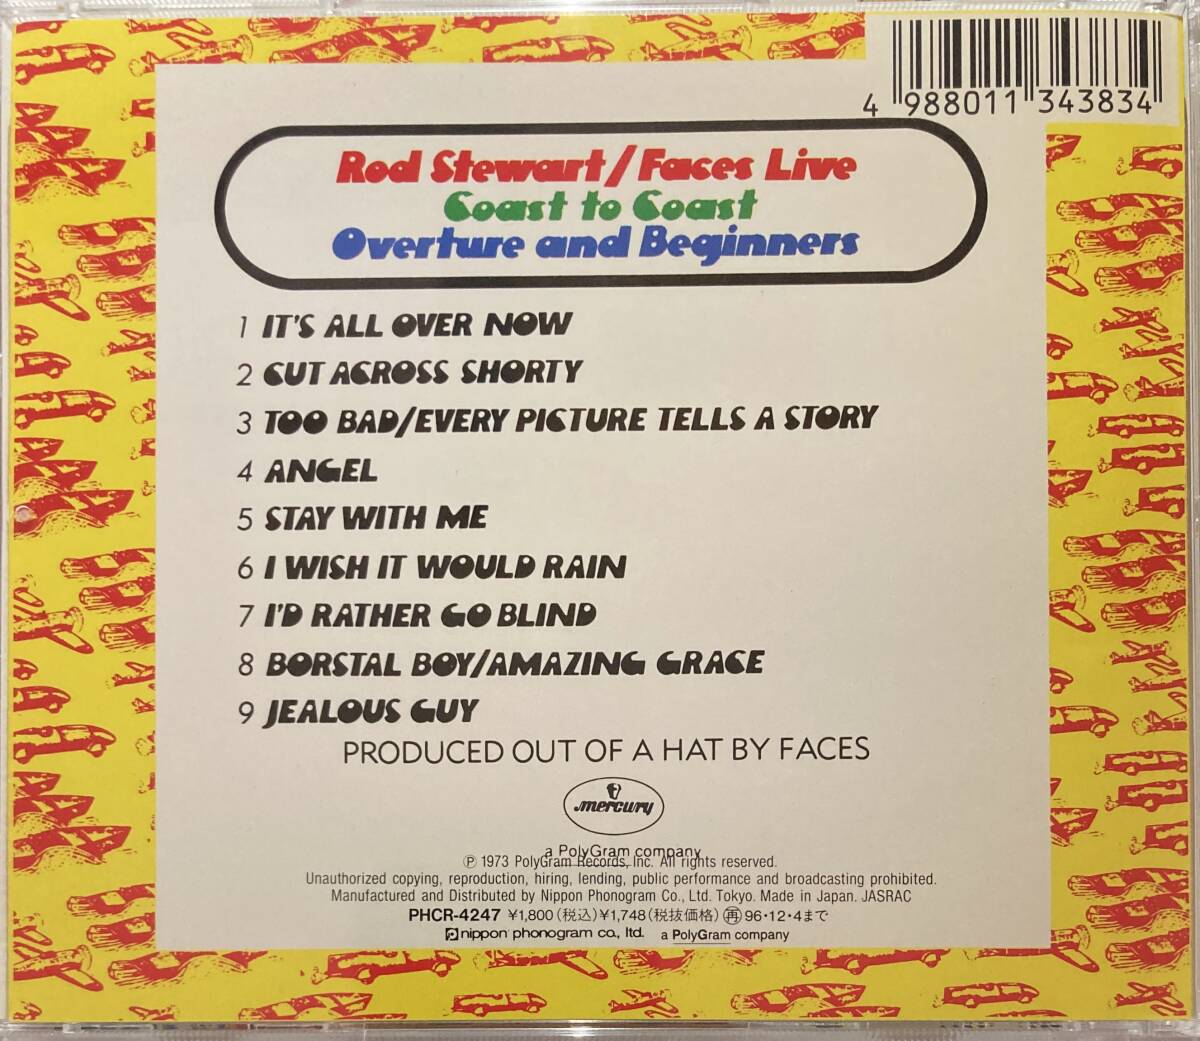 4 988011 343834
Rod Stewart/Faces Live
Coast to Coast
Overture and Beginners
1 IT'S ALL OVER NOW
2 CUT ACROSS SHORTY
3 TOO BAD/EVERY PICTURE TELLS A STORY
4 ANGEL
5 STAY WITH ME
6 I WISH IT WOULD RAIN
7 I'D RATHER GO BLIND
8 BORSTAL BOY/AMAZING GRACE
9 JEALOUS GUY
PRODUCED OUT OF A HAT BY FACES
mercury
a PolyGram company
℗ 1973 PolyGram Records, Inc. All rights reserved.
Unauthorized copying, reproduction, hiring, lending, public performance and broadcasting prohibited.
Manufactured and Distributed by Nippon Phonogram Co., Ltd. Tokyo. Made in Japan. JASRAC
PHCR-4247 ¥1,800(税込)¥1,748(税抜価格)㊢96・12・4まで
nippon phonogram co., ltd. a PolyGram company